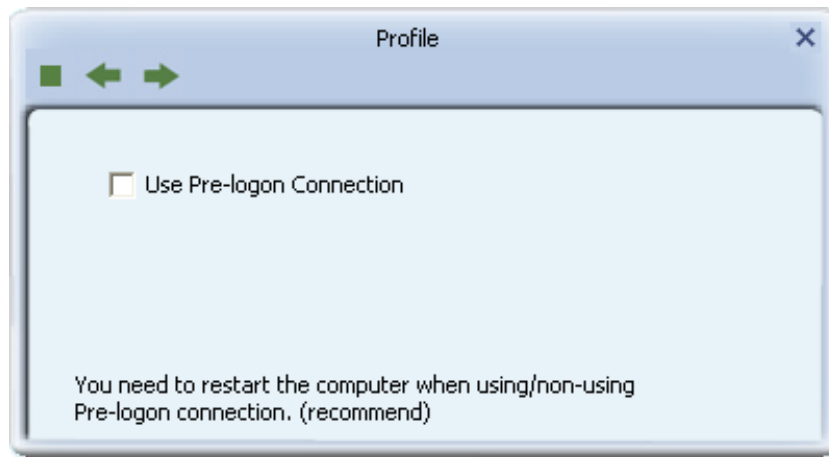 Profile
Use Pre-logon Connection
You need to restart the computer when using/non-using
Pre-logon connection. (recommend)